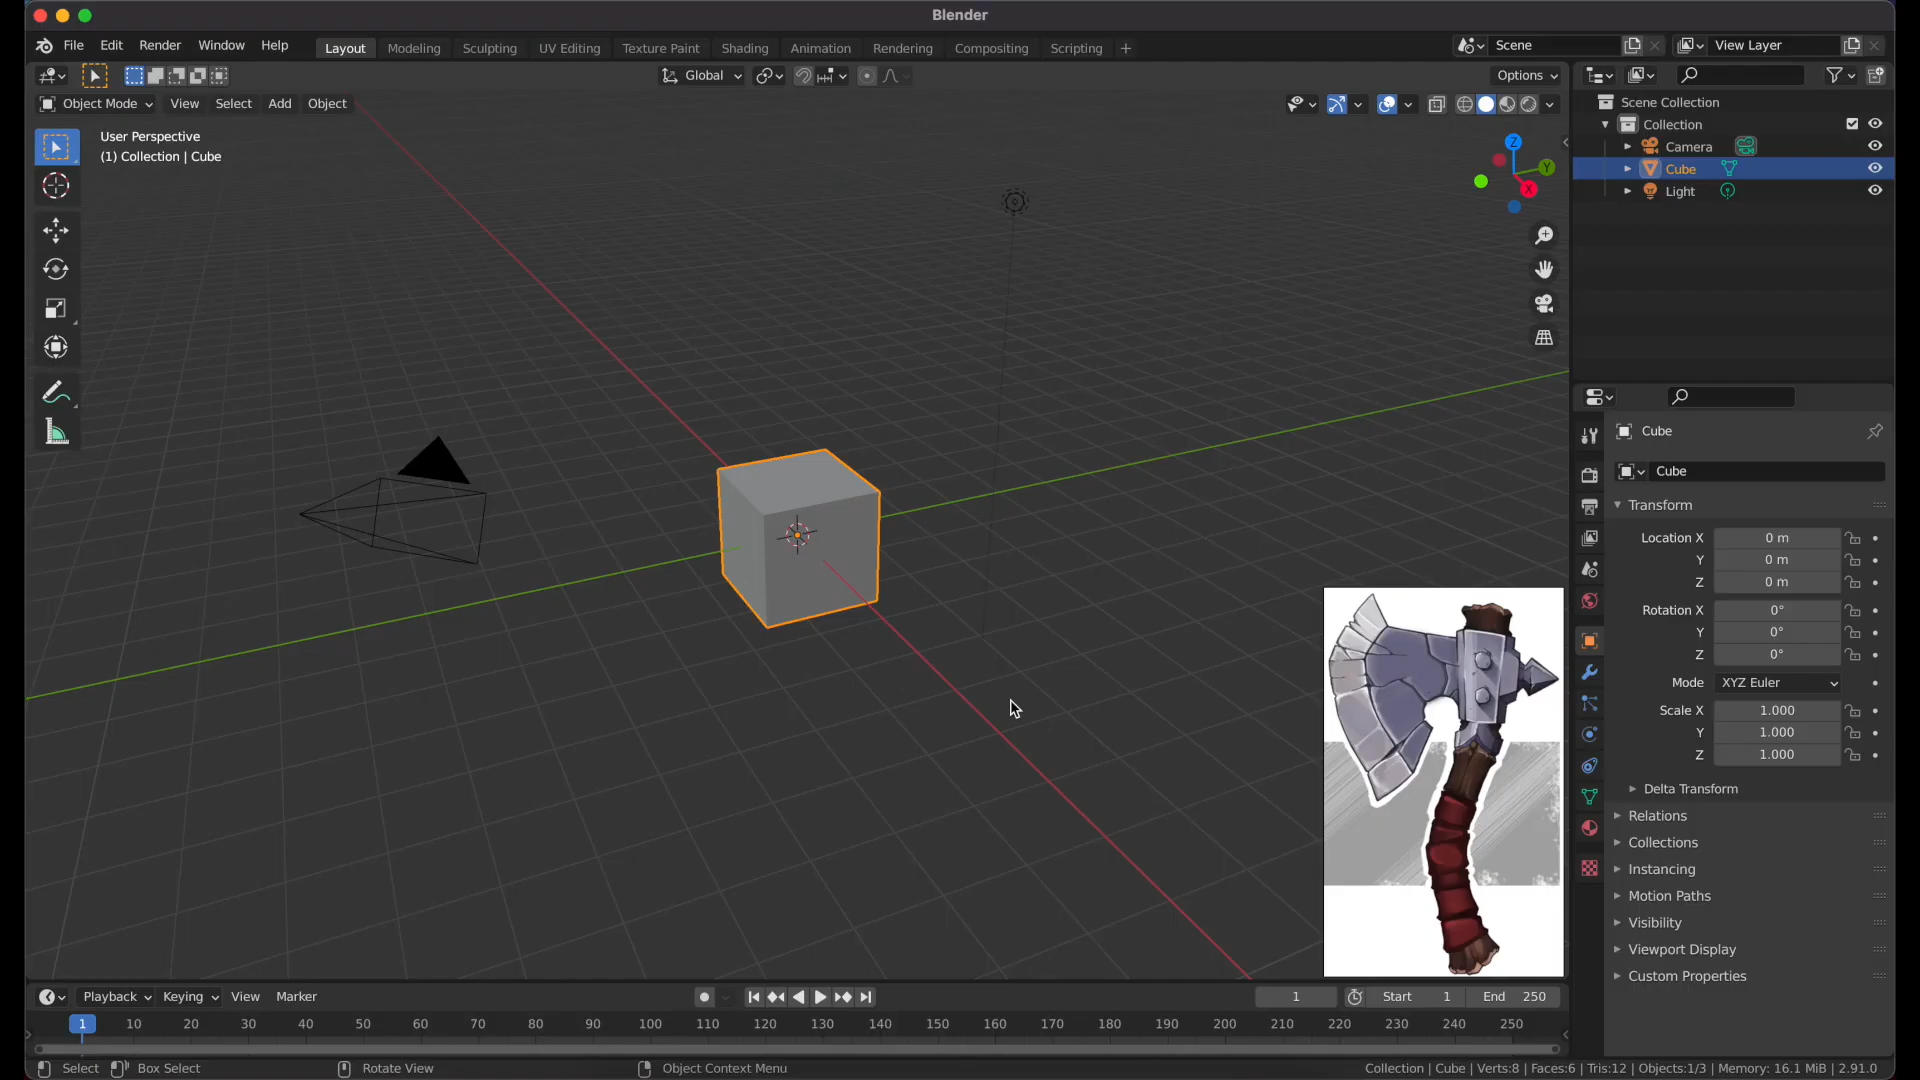 Blender
File Edit Render Window Help Layout Modeling Sculpting UV Editing Texture Paint Shading Animation Rendering Compositing Scripting + Scene View Layer
Global Options
Object Mode View Select Add Object
User Perspective
(1) Collection | Cube
Z
Y
X
Scene Collection
Collection
Camera
Cube
Light
Cube
Cube
Transform
Location X 0 m
Y 0 m
Z 0 m
Rotation X 0°
Y 0°
Z 0°
Mode XYZ Euler
Scale X 1.000
Y 1.000
Z 1.000
Delta Transform
Relations
Collections
Instancing
Motion Paths
Visibility
Viewport Display
Custom Properties
Playback Keying View Marker 1 Start 1 End 250
1 10 20 30 40 50 60 70 80 90 100 110 120 130 140 150 160 170 180 190 200 210 220 230 240 250
Select Box Select Rotate View Object Context Menu Collection | Cube | Verts:8 | Faces:6 | Tris:12 | Objects:1/3 | Memory: 16.1 MiB | 2.91.0